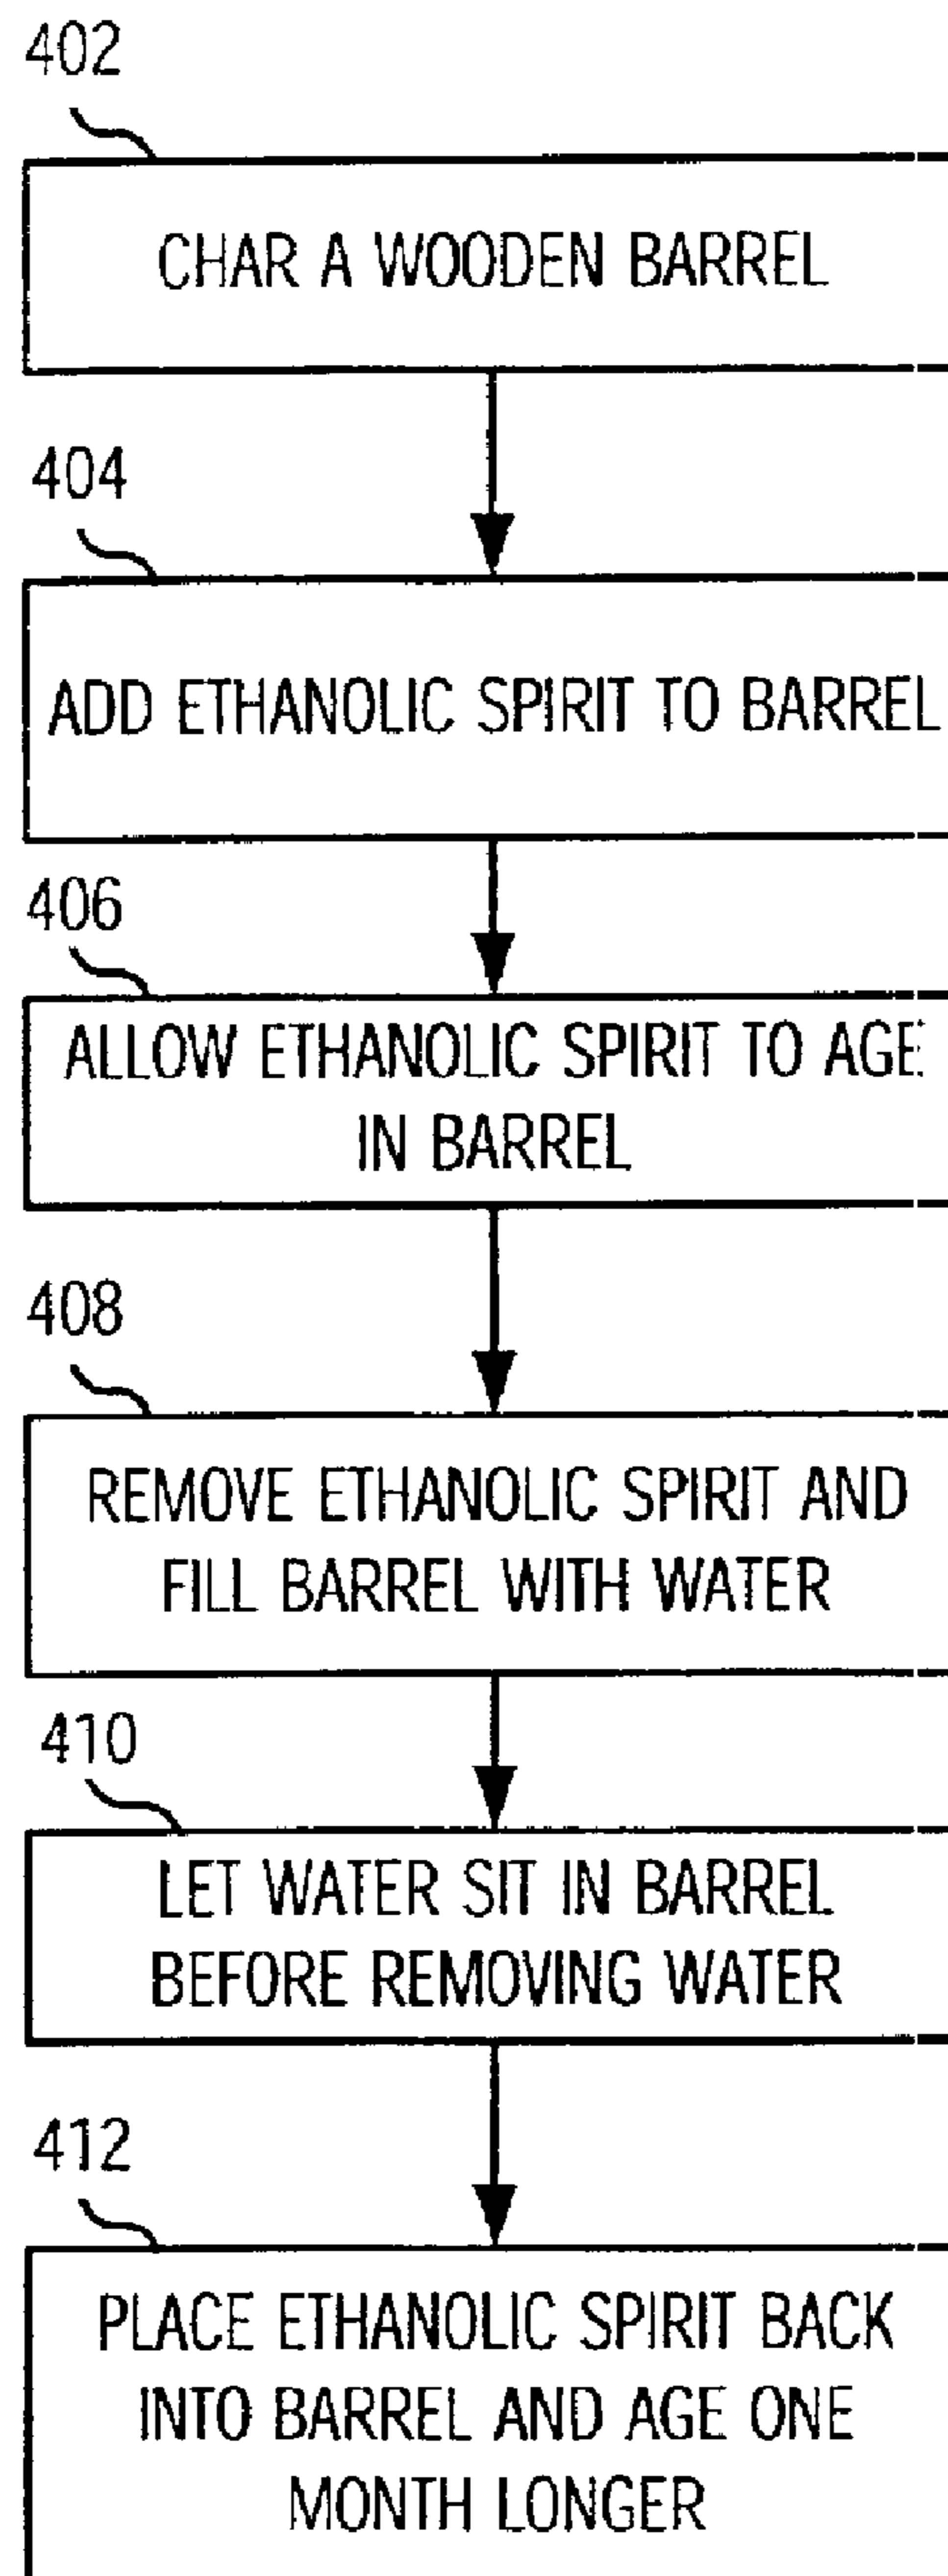 402
CHAR A WOODEN BARREL
404
ADD ETHANOLIC SPIRIT TO BARREL
406
ALLOW ETHANOLIC SPIRIT TO AGE
IN BARREL
408
REMOVE ETHANOLIC SPIRIT AND
FILL BARREL WITH WATER
410
LET WATER SIT IN BARREL
BEFORE REMOVING WATER
412
PLACE ETHANOLIC SPIRIT BACK
INTO BARREL AND AGE ONE
MONTH LONGER